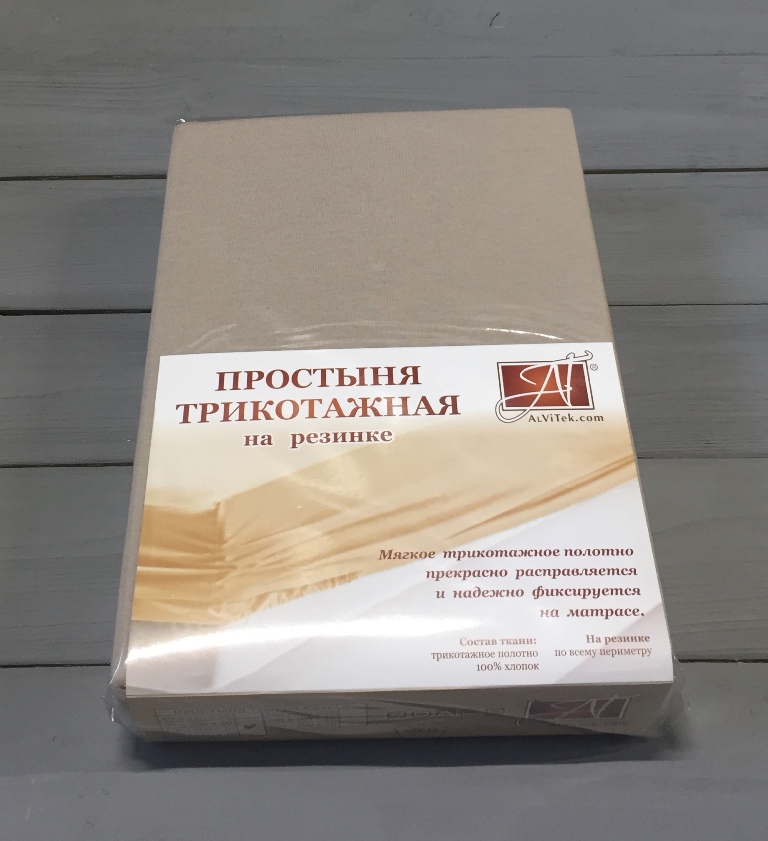 ПРОСТЫНЯ
ТРИКОТАЖНАЯ
на резинке
АТ®
ALViTek.com
Мягкое трикотажное полотно
прекрасно расправляется
и надежно фиксируется
на матрасе.
Состав ткани:
трикотажное полотно
100% хлопок
На резинке
по всему периметру